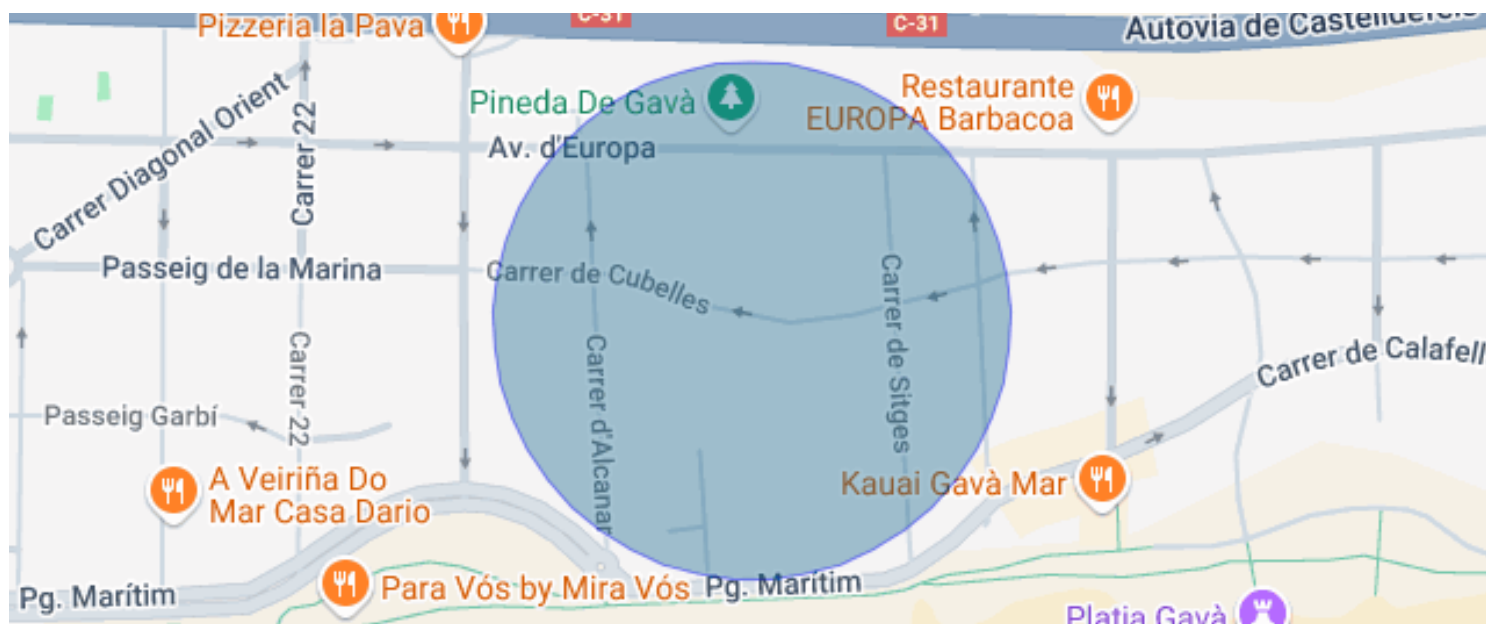 C-31
C-31
Autovia de Castelldefels
Pizzeria la Pava
Pineda De Gavà
Restaurante
EUROPA Barbacoa
Carrer Diagonal Orient
Carrer 22
Av. d'Europa
Passeig de la Marina
Carrer de Cubelles
Carrer de Sitges
Carrer 22
Carrer d'Alcanar
Carrer de Calafell
Passeig Garbí
A Veiriña Do
Mar Casa Dario
Kauai Gavà Mar
Pg. Marítim
Para Vós by Mira Vós
Pg. Marítim
Platja Gavà